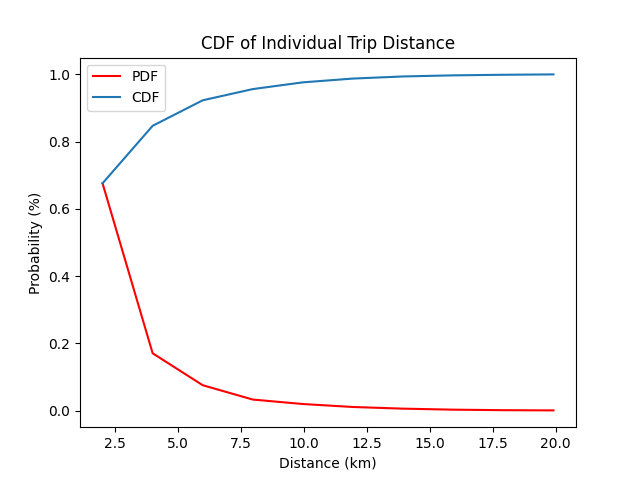 CDF of Individual Trip Distance
PDF
CDF
1.0
0.8
0.6
0.4
0.2
0.0
Probability (%)
2.5 5.0 7.5 10.0 12.5 15.0 17.5 20.0
Distance (km)